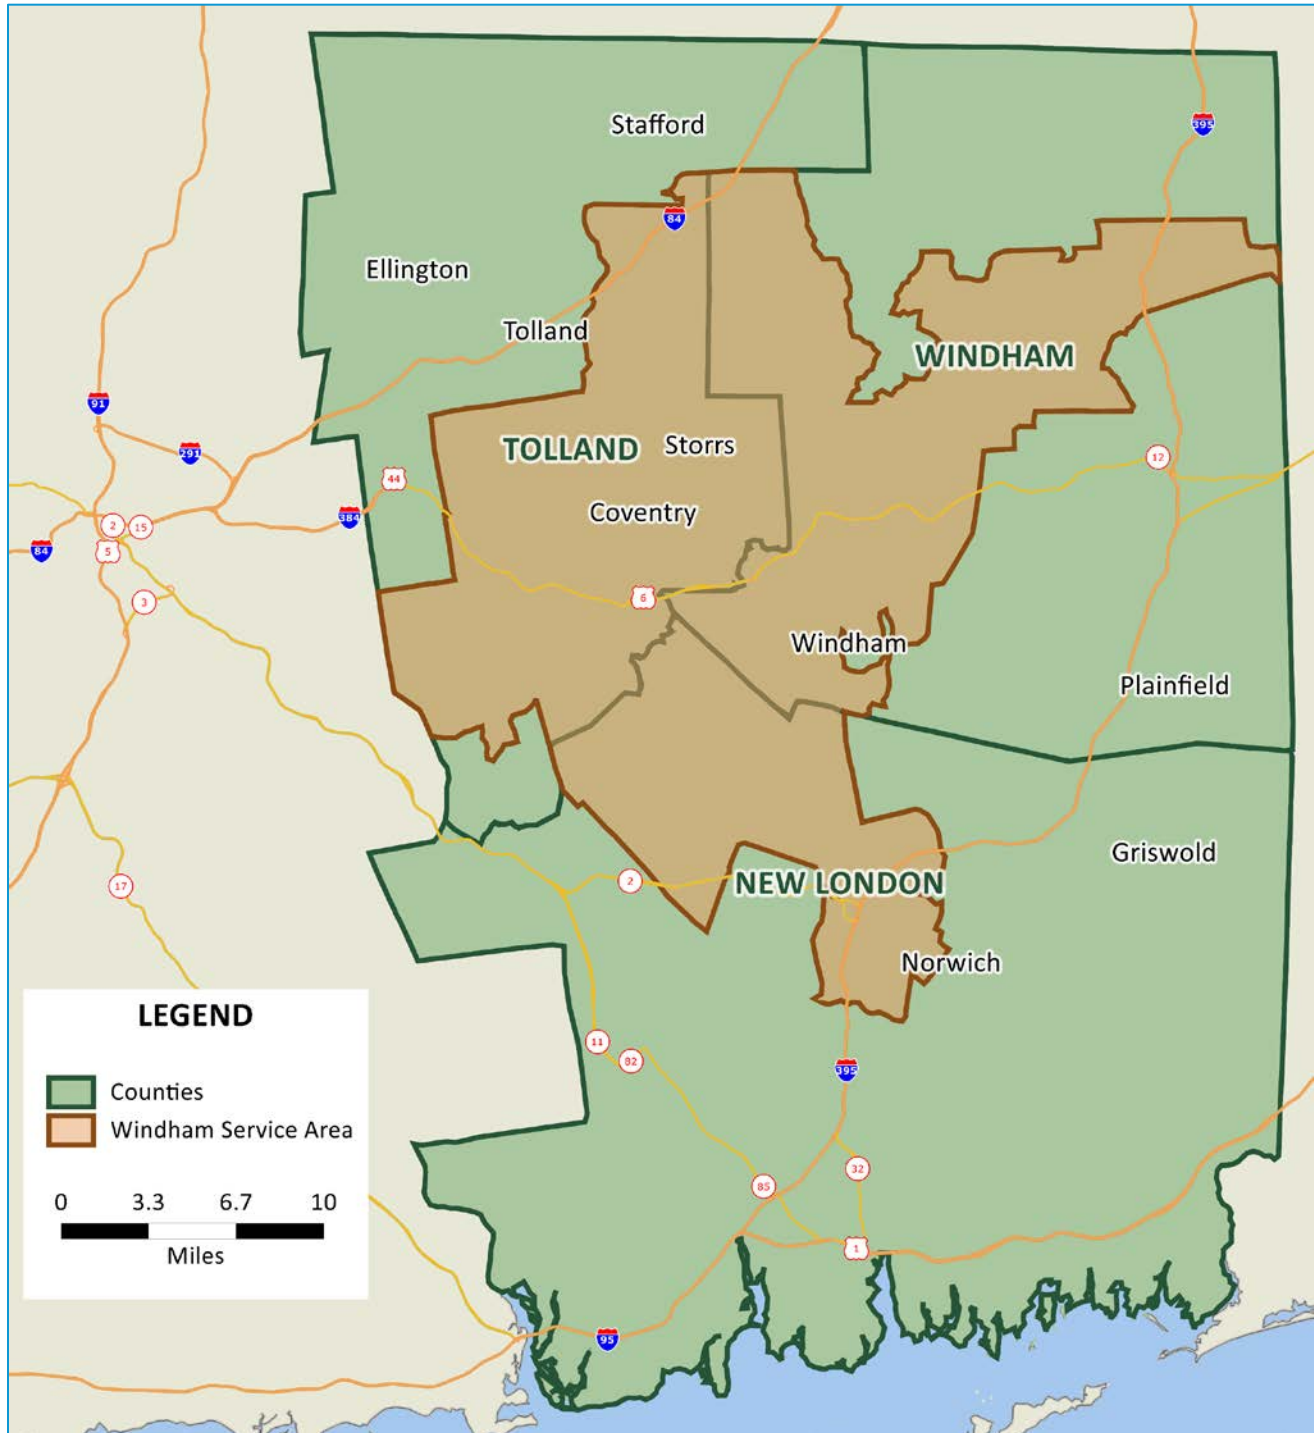 Stafford
395
84
Ellington
Tolland
WINDHAM
91
TOLLAND
Storrs
291
12
44
Coventry
384
2
15
84
5
6
3
Windham
Plainfield
Griswold
2
17
NEW LONDON
Norwich
LEGEND
11
82
395
Counties
Windham Service Area
32
85
0 3.3 6.7 10
Miles
1
95